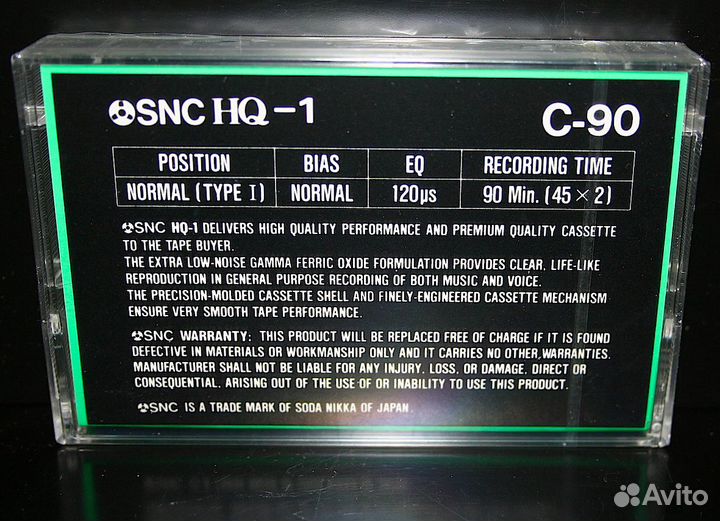 SNC HQ-1 C-90
POSITION BIAS EQ RECORDING TIME
NORMAL (TYPE I) NORMAL 120μs 90 Min. (45 × 2)
SNC HQ-1 DELIVERS HIGH QUALITY PERFORMANCE AND PREMIUM QUALITY CASSETTE
TO THE TAPE BUYER.
THE EXTRA LOW-NOISE GAMMA FERRIC OXIDE FORMULATION PROVIDES CLEAR, LIFE-LIKE
REPRODUCTION IN GENERAL PURPOSE RECORDING OF BOTH MUSIC AND VOICE.
THE PRECISION-MOLDED CASSETTE SHELL AND FINELY-ENGINEERED CASSETTE MECHANISM
ENSURE VERY SMOOTH TAPE PERFORMANCE.
SNC WARRANTY: THIS PRODUCT WILL BE REPLACED FREE OF CHARGE IF IT IS FOUND
DEFECTIVE IN MATERIALS OR WORKMANSHIP ONLY AND IT CARRIES NO OTHER WARRANTIES.
MANUFACTURER SHALL NOT BE LIABLE FOR ANY INJURY, LOSS, OR DAMAGE, DIRECT OR
CONSEQUENTIAL. ARISING OUT OF THE USE OF OR INABILITY TO USE THIS PRODUCT.
SNC IS A TRADE MARK OF SODA NIKKA OF JAPAN.
Avito